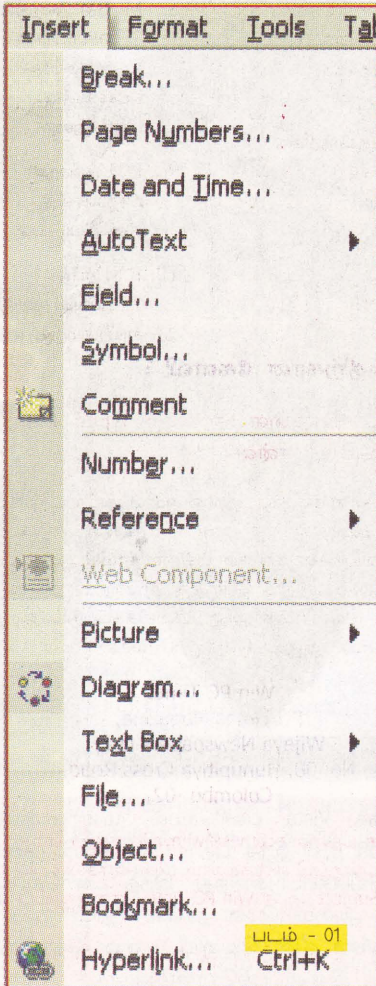 Insert Format Tools Tab
Break...
Page Numbers...
Date and Time...
AutoText
Field...
Symbol...
Comment
Number...
Reference
Web Component...
Picture
Diagram...
Text Box
File...
Object...
Bookmark...
படம் - 01
Hyperlink... Ctrl+K